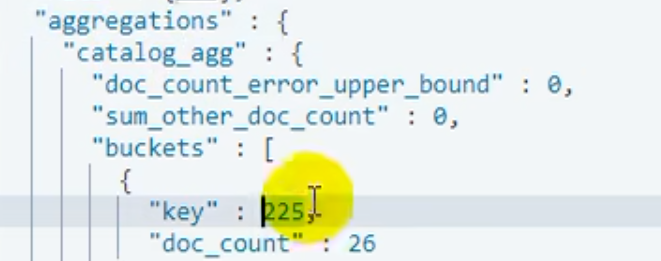 "aggregations" : {
"catalog_agg" : {
"doc_count_error_upper_bound" : 0,
"sum_other_doc_count" : 0,
"buckets" : [
{
"key" : 225,
"doc_count" : 26